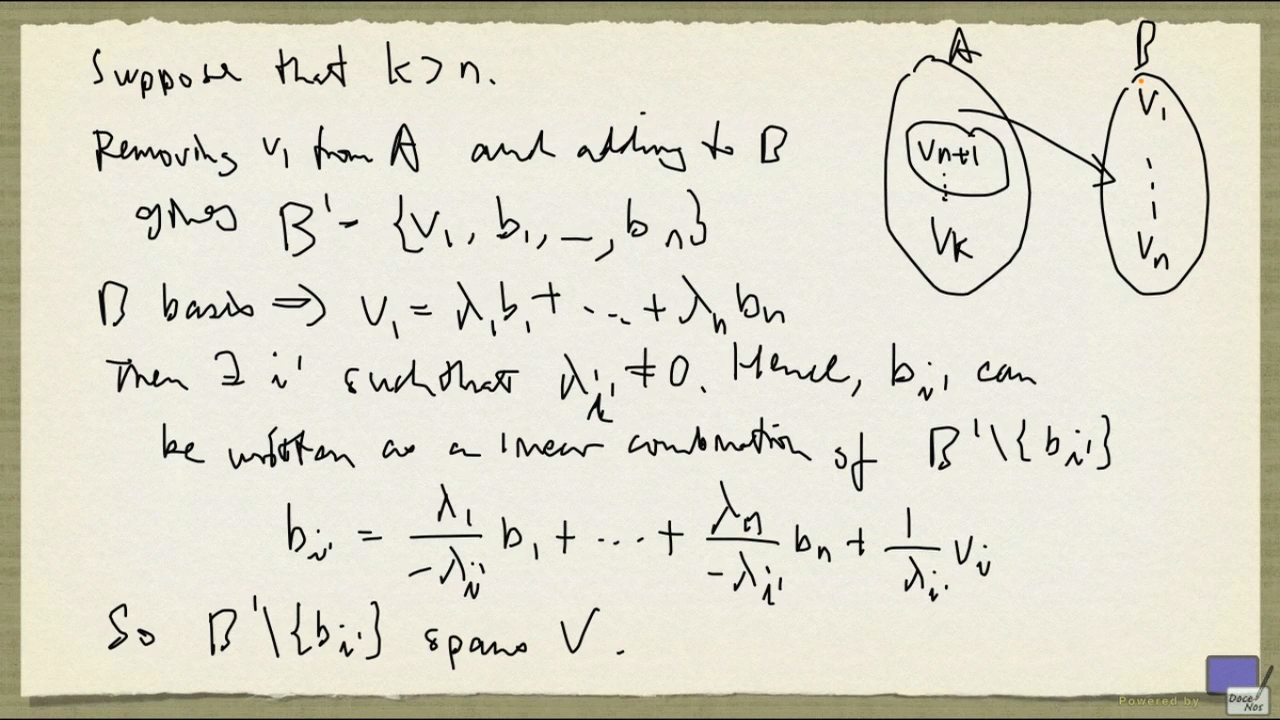 Suppose that k > n.
Removing v₁ from A and adding to B
gives B' = {v₁, b₁, ..., bₙ}
B basis ⇒ v₁ = λ₁b₁ + ... + λₙbₙ
Then ∃ i' such that λᵢ' ≠ 0. Hence, bᵢ' can
be written as a linear combination of B' \ {bᵢ'}
bᵢ' = λ₁/-λᵢ' b₁ + ... + λₙ/-λᵢ' bₙ + 1/λᵢ' vᵢ
So B' \ {bᵢ'} spans V.
A
vₙ₊₁
⋮
vₖ
B
v₁
⋮
vₙ
Powered by
Doce
Nos